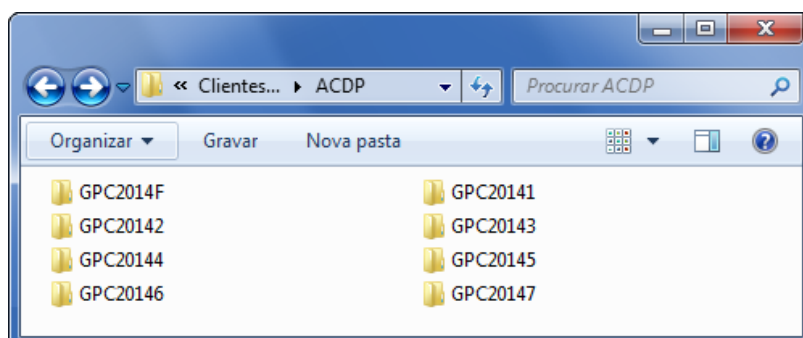 « Clientes... ▸ ACDP
Procurar ACDP
Organizar
Gravar
Nova pasta
GPC2014F
GPC20141
GPC20142
GPC20143
GPC20144
GPC20145
GPC20146
GPC20147